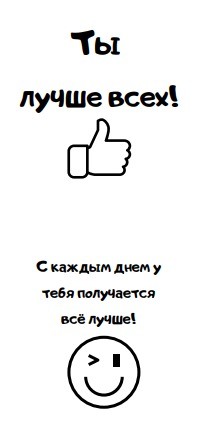 Ты
лучше всех!
С каждым днем у
тебя получается
всё лучше!